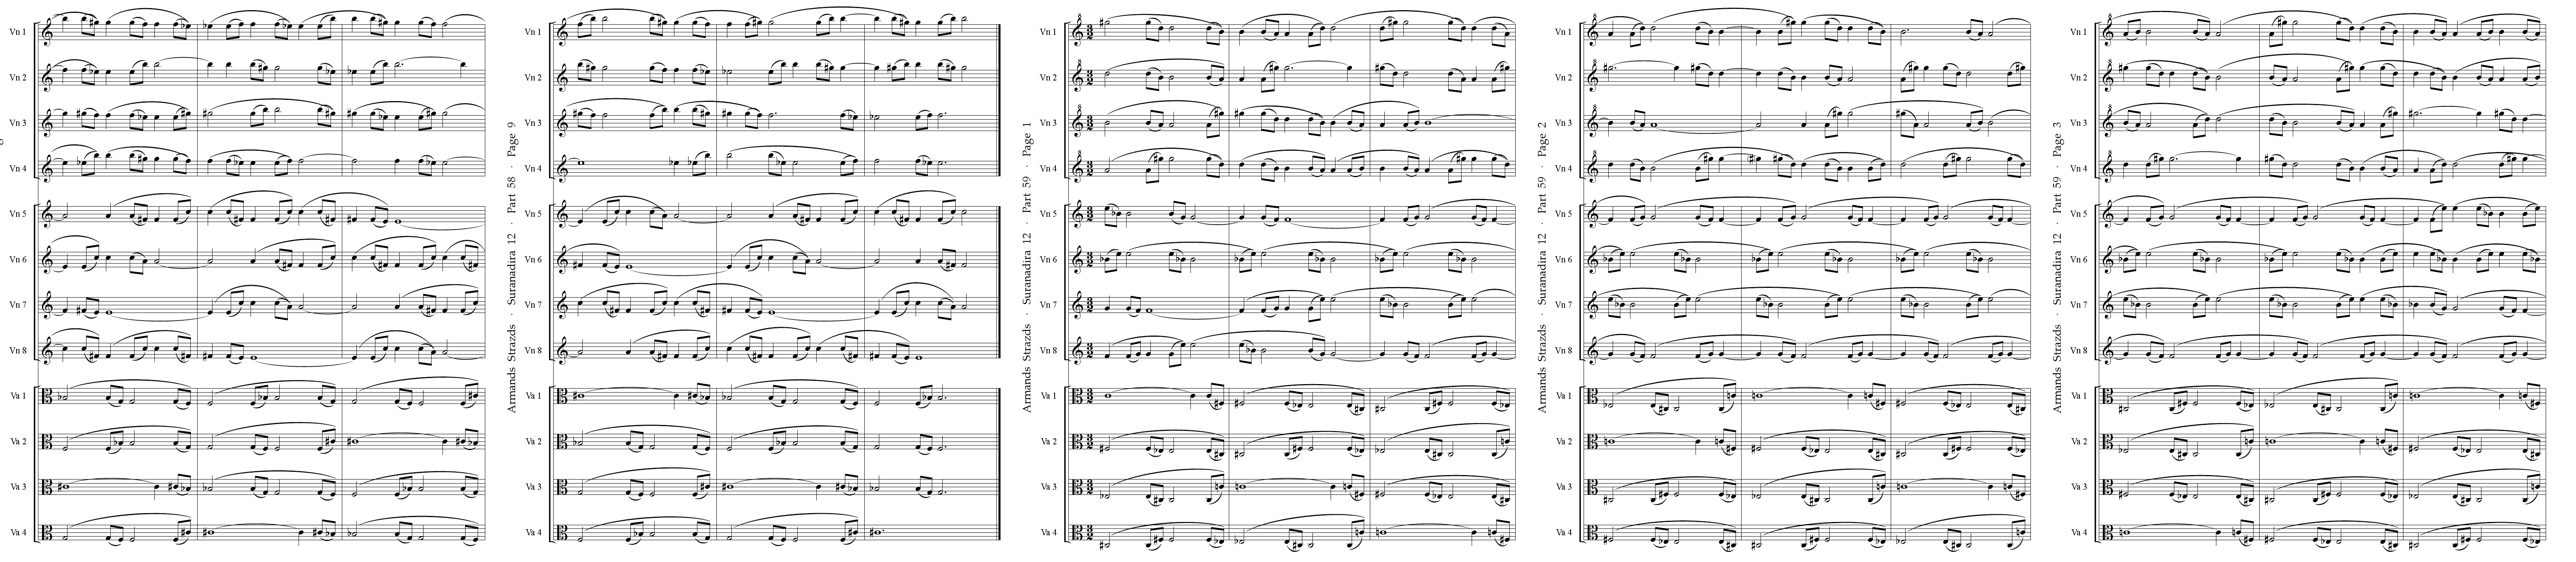 Vn 1
Vn 2
Vn 3
Vn 4
Vn 5
Vn 6
Vn 7
Vn 8
Va 1
Va 2
Va 3
Va 4
Armands Strazds · Suranadira 12 · Part 58 · Page 9
Vn 1
Vn 2
Vn 3
Vn 4
Vn 5
Vn 6
Vn 7
Vn 8
Va 1
Va 2
Va 3
Va 4
Armands Strazds · Suranadira 12 · Part 59 · Page 1
Vn 1
Vn 2
Vn 3
Vn 4
Vn 5
Vn 6
Vn 7
Vn 8
Va 1
Va 2
Va 3
Va 4
Armands Strazds · Suranadira 12 · Part 59 · Page 2
Vn 1
Vn 2
Vn 3
Vn 4
Vn 5
Vn 6
Vn 7
Vn 8
Va 1
Va 2
Va 3
Va 4
Armands Strazds · Suranadira 12 · Part 59 · Page 3
Vn 1
Vn 2
Vn 3
Vn 4
Vn 5
Vn 6
Vn 7
Vn 8
Va 1
Va 2
Va 3
Va 4